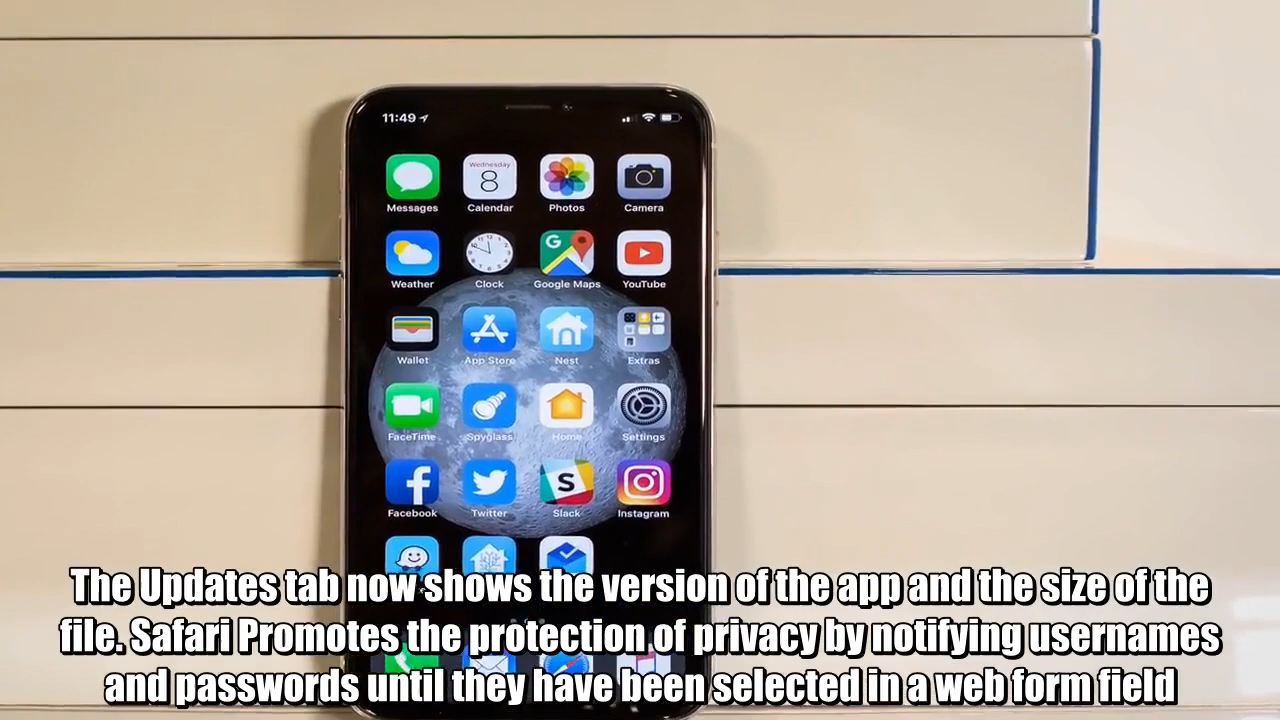 11:49
Wednesday
8
Messages Calendar Photos Camera
G
Weather Clock Google Maps YouTube
Wallet App Store Nest Extras
FaceTime Spyglass Home Settings
S
Facebook Twitter Slack Instagram
The Updates tab now shows the version of the app and the size of the
file. Safari Promotes the protection of privacy by notifying usernames
and passwords until they have been selected in a web form field